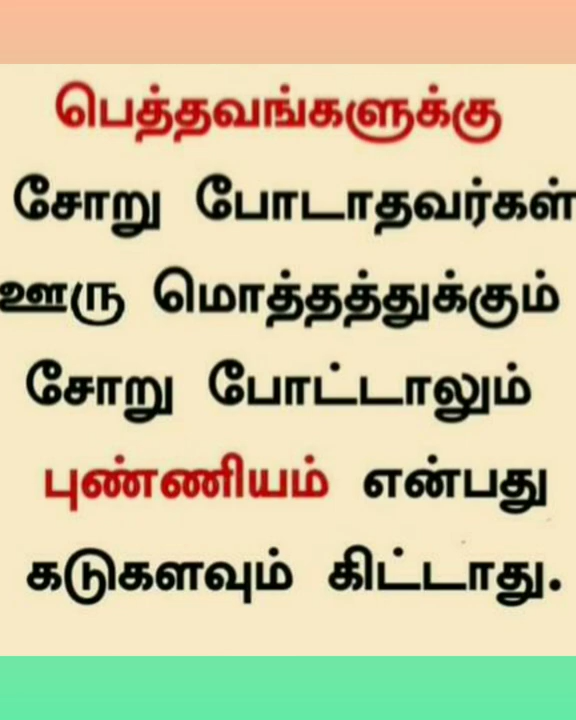 பெத்தவங்களுக்கு
சோறு போடாதவர்கள்
ஊரு மொத்தத்துக்கும்
சோறு போட்டாலும்
புண்ணியம் என்பது
கடுகளவும் கிட்டாது.